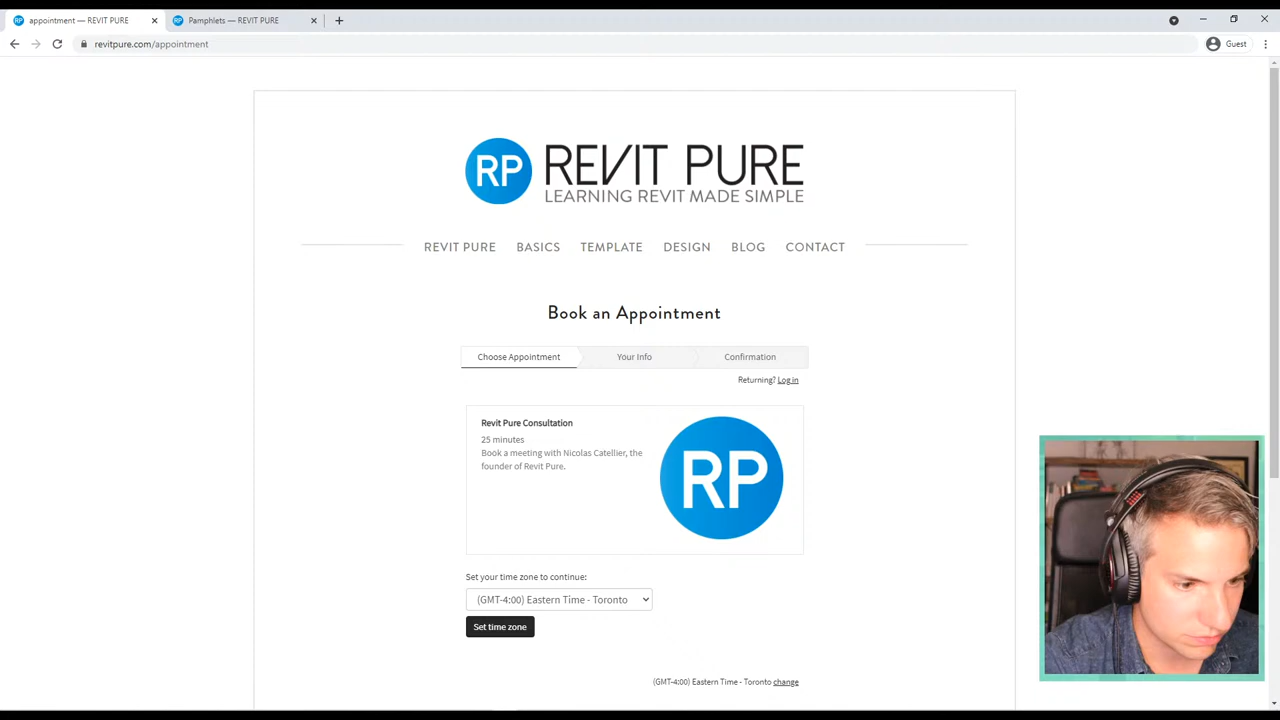 appointment — REVIT PURE
Pamphlets — REVIT PURE
revitpure.com/appointment
Guest
RP REVIT PURE
LEARNING REVIT MADE SIMPLE
REVIT PURE BASICS TEMPLATE DESIGN BLOG CONTACT
Book an Appointment
Choose Appointment Your Info Confirmation
Returning? Log in
Revit Pure Consultation
25 minutes
Book a meeting with Nicolas Catellier, the
founder of Revit Pure.
RP
Set your time zone to continue:
(GMT-4:00) Eastern Time - Toronto
Set time zone
(GMT-4:00) Eastern Time - Toronto change